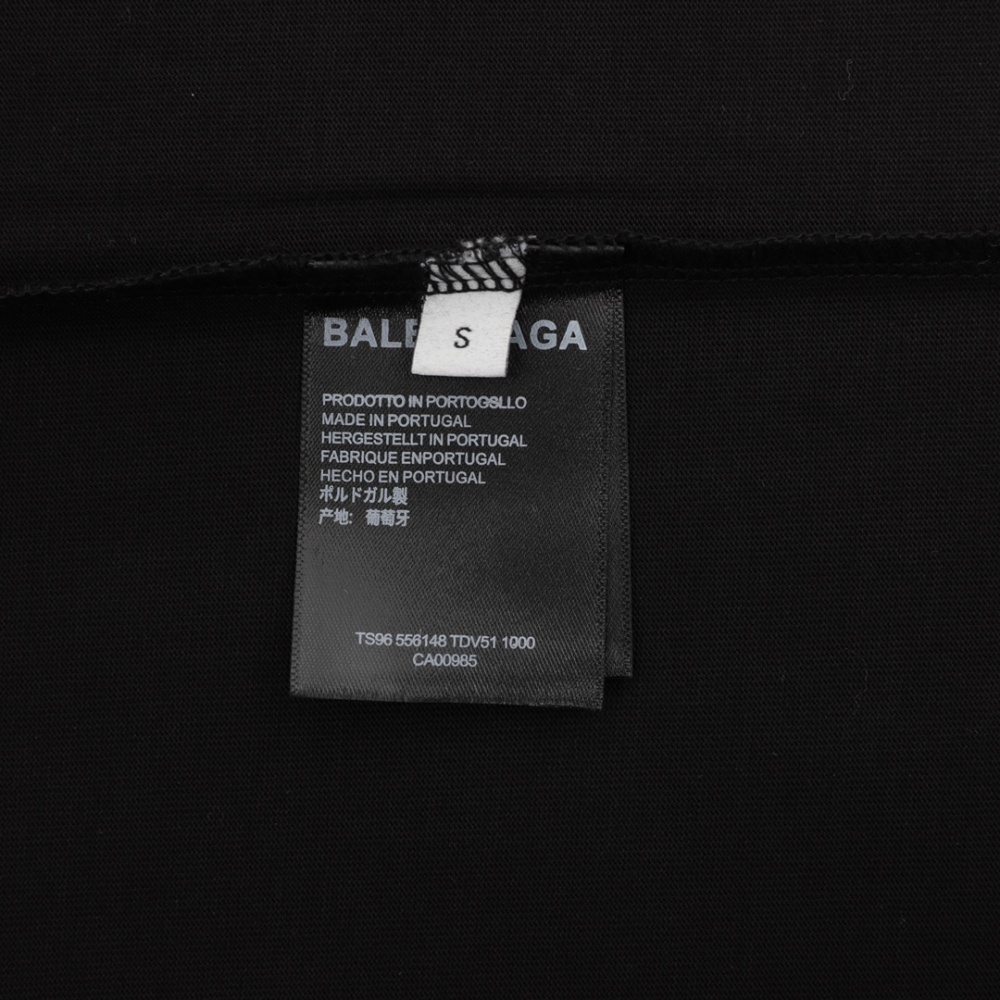 BALE AGA
S
PRODOTTO IN PORTOGSLLO
MADE IN PORTUGAL
HERGESTELLT IN PORTUGAL
FABRIQUE ENPORTUGAL
HECHO EN PORTUGAL
ポルドガル製
产地: 葡萄牙
TS96 556148 TDV51 1000
CA00985